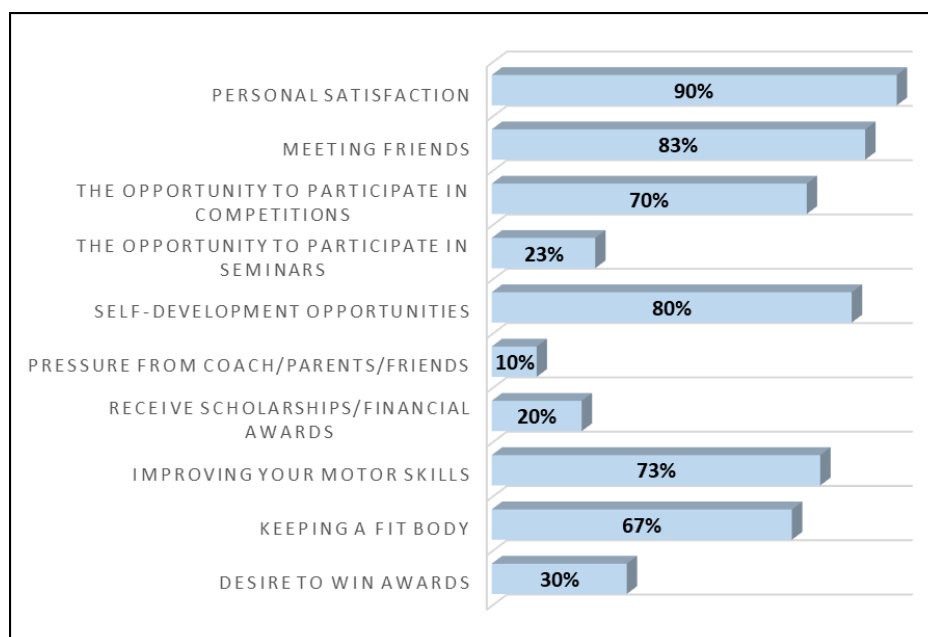 PERSONAL SATISFACTION
90%
MEETING FRIENDS
83%
THE OPPORTUNITY TO PARTICIPATE IN
COMPETITIONS
70%
THE OPPORTUNITY TO PARTICIPATE IN
SEMINARS
23%
SELF-DEVELOPMENT OPPORTUNITIES
80%
PRESSURE FROM COACH/PARENTS/FRIENDS
10%
RECEIVE SCHOLARSHIPS/FINANCIAL
AWARDS
20%
IMPROVING YOUR MOTOR SKILLS
73%
KEEPING A FIT BODY
67%
DESIRE TO WIN AWARDS
30%